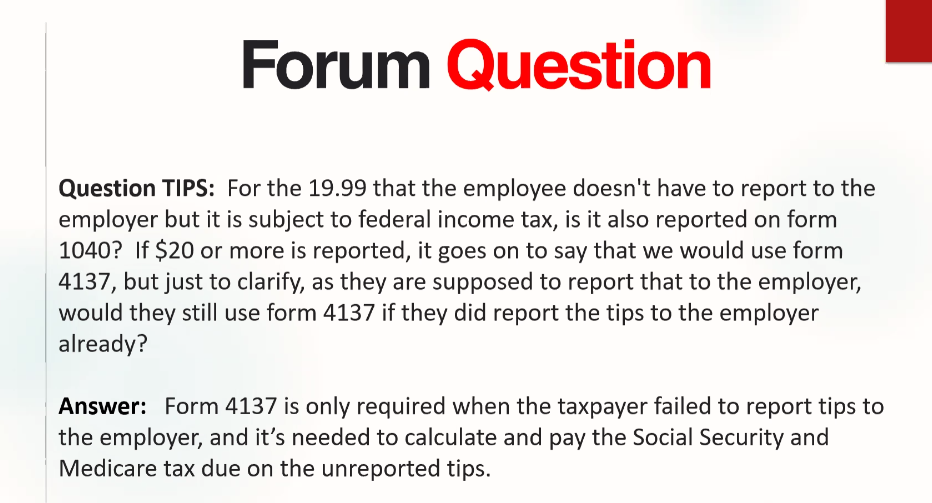 Forum Question
Question TIPS: For the 19.99 that the employee doesn't have to report to the
employer but it is subject to federal income tax, is it also reported on form
1040? If $20 or more is reported, it goes on to say that we would use form
4137, but just to clarify, as they are supposed to report that to the employer,
would they still use form 4137 if they did report the tips to the employer
already?
Answer: Form 4137 is only required when the taxpayer failed to report tips to
the employer, and it’s needed to calculate and pay the Social Security and
Medicare tax due on the unreported tips.